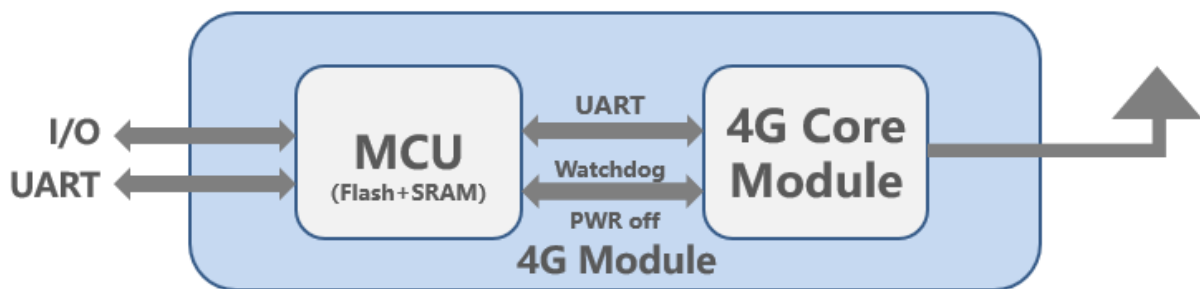 I/O
UART
MCU
(Flash+SRAM)
UART
Watchdog
PWR off
4G Core
Module
4G Module